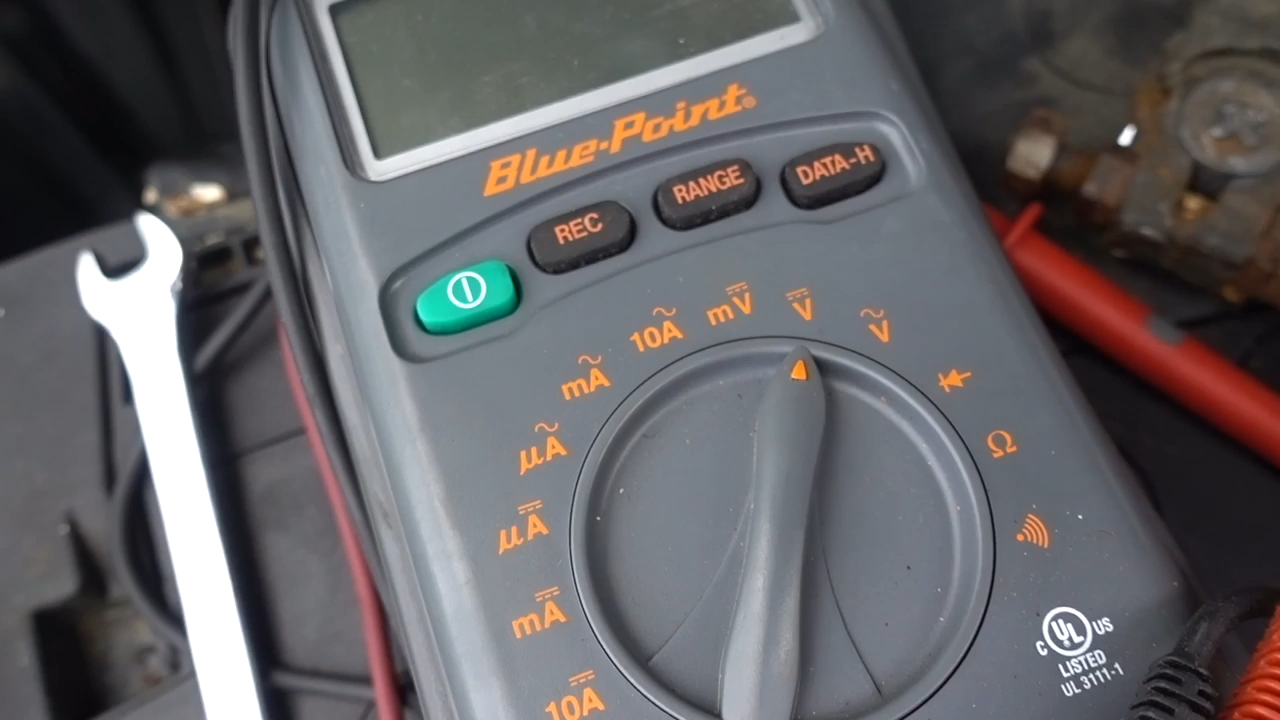 Blue-Point®
REC
RANGE
DATA-H
10A
mV
V
V
mA
µA
Ω
µA
mA
10A
C UL US
LISTED
UL 3111-1